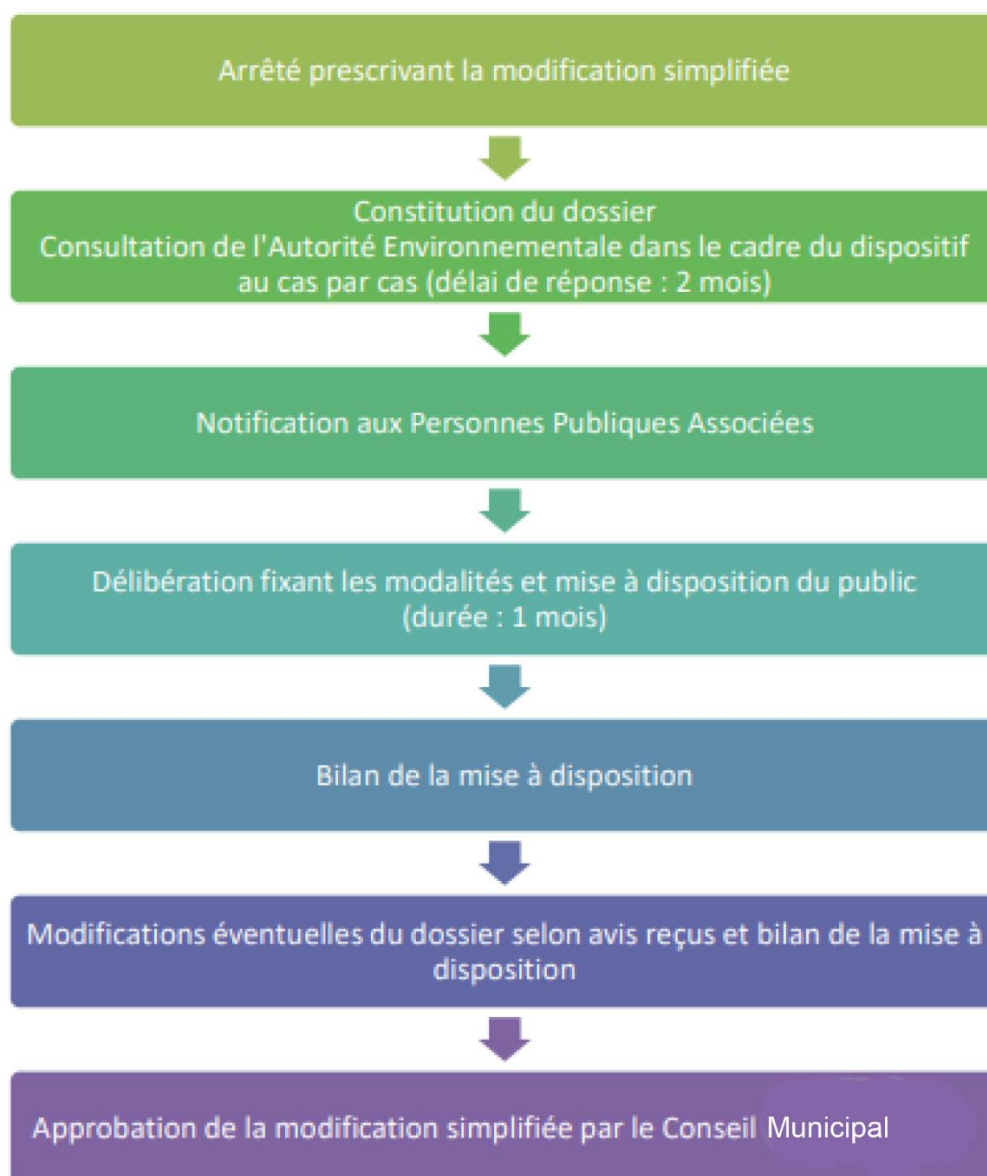 Arrêté prescrivant la modification simplifiée
Constitution du dossier
Consultation de l'Autorité Environnementale dans le cadre du dispositif
au cas par cas (délai de réponse : 2 mois)
Notification aux Personnes Publiques Associées
Délibération fixant les modalités et mise à disposition du public
(durée : 1 mois)
Bilan de la mise à disposition
Modifications éventuelles du dossier selon avis reçus et bilan de la mise à
disposition
Approbation de la modification simplifiée par le Conseil Municipal